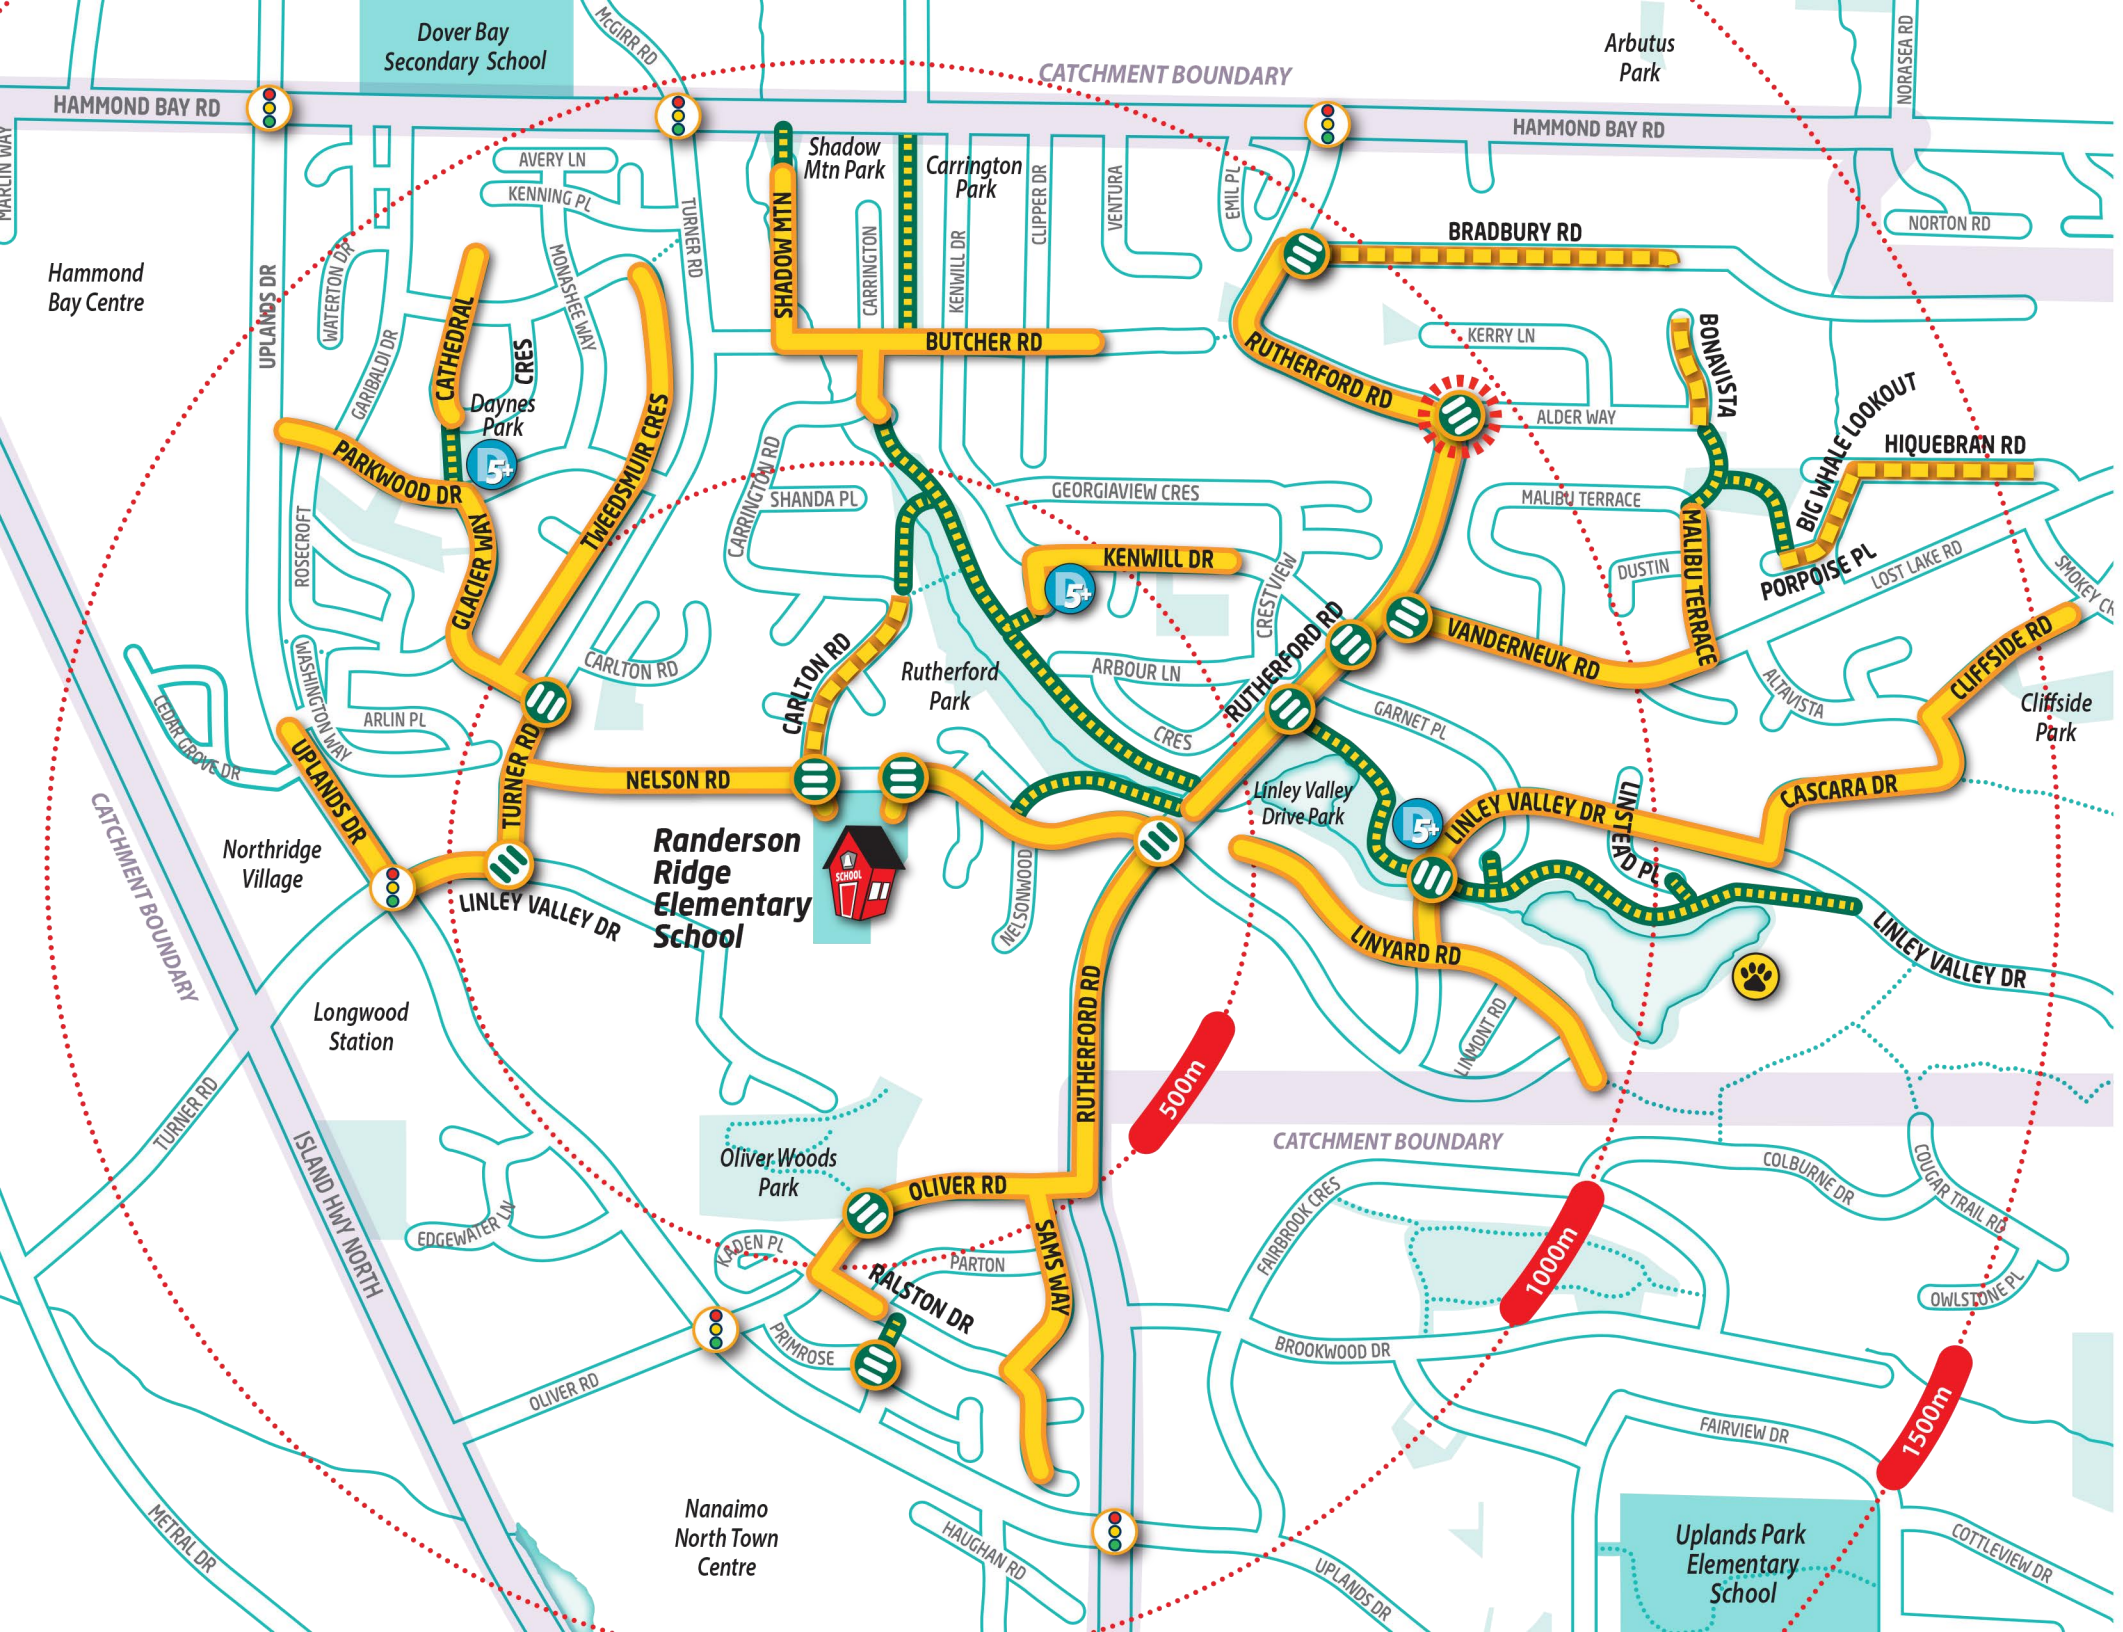 Dover Bay
Secondary School
McGIRR RD
CATCHMENT BOUNDARY
Arbutus
Park
NORASEA RD
HAMMOND BAY RD
HAMMOND BAY RD
MARLIN WAY
AVERY LN
KENNING PL
Shadow
Mtn Park
Carrington
Park
CLIPPER DR
VENTURA
EMIL PL
NORTON RD
BRADBURY RD
Hammond
Bay Centre
UPLANDS DR
WATERTON DR
GARIBALDI DR
CATHEDRAL
CRES
MONASHEE WAY
TURNER RD
SHADOW MTN
CARRINGTON
KENWILL DR
BUTCHER RD
RUTHERFORD RD
KERRY LN
BONAVISTA
ALDER WAY
BIG WHALE LOOKOUT
HIQUEBRAN RD
Daynes
Park
D5+
PARKWOOD DR
TWEEDSMUIR CRES
GLACIER WAY
ROSECROFT
CARRINGTON RD
SHANDA PL
GEORGIAVIEW CRES
KENWILL DR
D5+
CRESTVIEW
MALIBU TERRACE
MALIBU TERRACE
DUSTIN
PORPOISE PL
LOST LAKE RD
SMOKEY CR
VANDERNEUK RD
CLIFFSIDE RD
ALTAVISTA
Cliffside
Park
CARLTON RD
CARLTON RD
Rutherford
Park
ARBOUR LN
CRES
RUTHERFORD RD
GARNET PL
CEDAR GROVE DR
WASHINGTON WAY
ARLIN PL
UPLANDS DR
TURNER RD
NELSON RD
Linley Valley
Drive Park
D5+
LINLEY VALLEY DR
LINSTEAD PL
CASCARA DR
CATCHMENT BOUNDARY
Northridge
Village
LINLEY VALLEY DR
Randerson
Ridge
Elementary
School
SCHOOL
NELSONWOOD
LINYARD RD
LINLEY VALLEY DR
LINMONT RD
Longwood
Station
RUTHERFORD RD
500m
TURNER RD
ISLAND HWY NORTH
Oliver Woods
Park
CATCHMENT BOUNDARY
COLBURNE DR
COUGAR TRAIL RD
OLIVER RD
EDGEWATER LN
KADEN PL
PARTON
SAMS WAY
RALSTON DR
FAIRBROOK CRES
1000m
OWLSTONE PL
PRIMROSE
BROOKWOOD DR
OLIVER RD
1500m
FAIRVIEW DR
METRAL DR
Nanaimo
North Town
Centre
HAUGHAN RD
UPLANDS DR
Uplands Park
Elementary
School
COTTLEVIEW DR